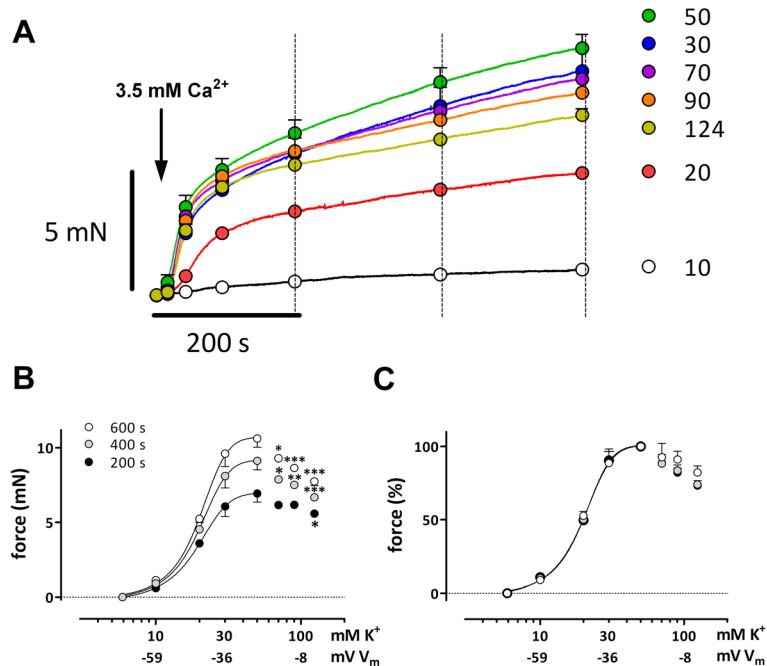 A
3.5 mM Ca²⁺
5 mN
200 s
50
30
70
90
124
20
10
B
600 s
400 s
200 s
force (mN)
10
5
0
*
***
***
*
**
***
*
10 30 100 mM K⁺
-59 -36 -8 mV Vₘ
C
force (%)
100
50
0
10 30 100 mM K⁺
-59 -36 -8 mV Vₘ